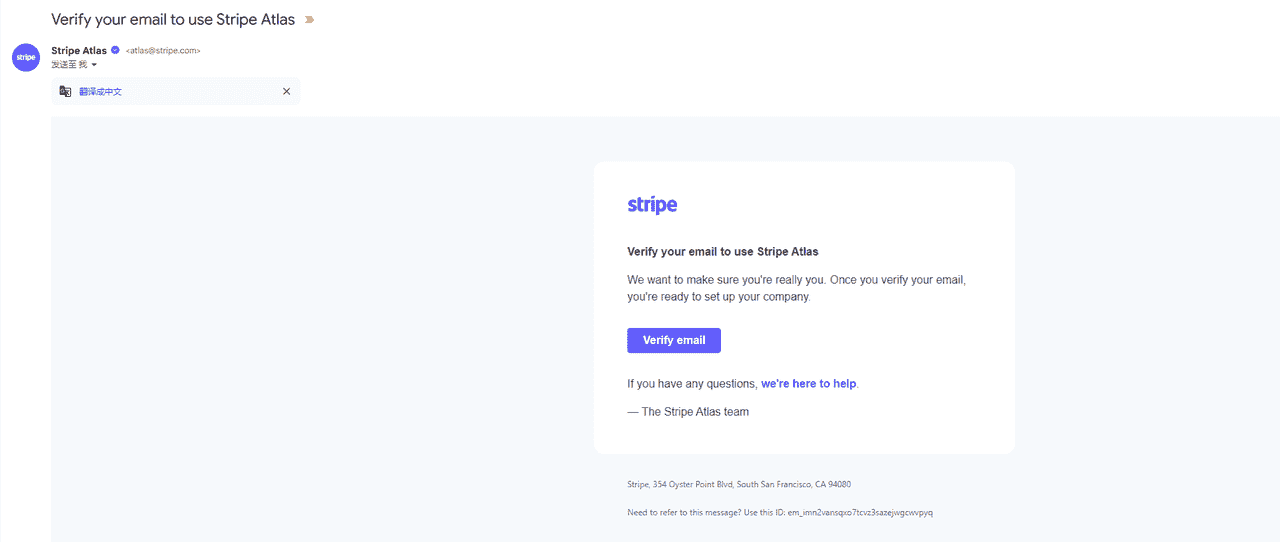 Verify your email to use Stripe Atlas
stripe
Stripe Atlas <atlas@stripe.com>
发送至 我
翻译成中文
stripe
Verify your email to use Stripe Atlas
We want to make sure you're really you. Once you verify your email,
you're ready to set up your company.
Verify email
If you have any questions, we're here to help.
— The Stripe Atlas team
Stripe, 354 Oyster Point Blvd, South San Francisco, CA 94080
Need to refer to this message? Use this ID: em_imn2vansqxo7tcvz3sazejwgcwvpyq